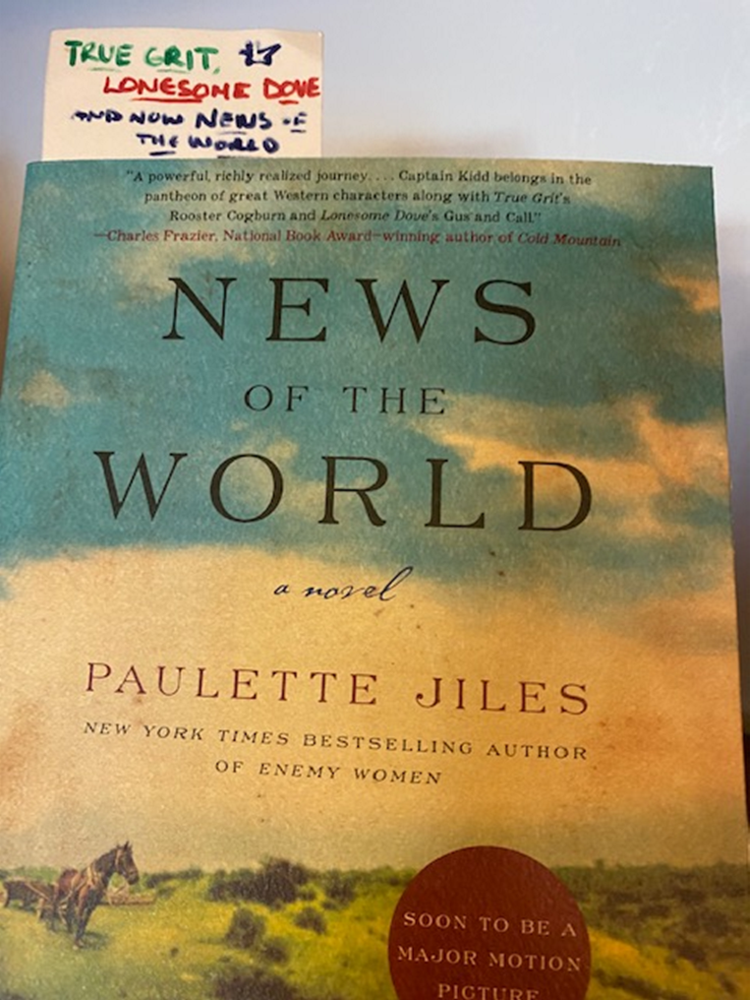 TRUE GRIT,
LONESOME DOVE
AND NOW NEWS OF
THE WORLD
"A powerful, richly realized journey. . . . Captain Kidd belongs in the
pantheon of great Western characters along with True Grit's
Rooster Cogburn and Lonesome Dove's Gus and Call."
—Charles Frazier, National Book Award–winning author of Cold Mountain
NEWS
OF THE
WORLD
a novel
PAULETTE JILES
NEW YORK TIMES BESTSELLING AUTHOR
OF ENEMY WOMEN
SOON TO BE A
MAJOR MOTION
PICTURE